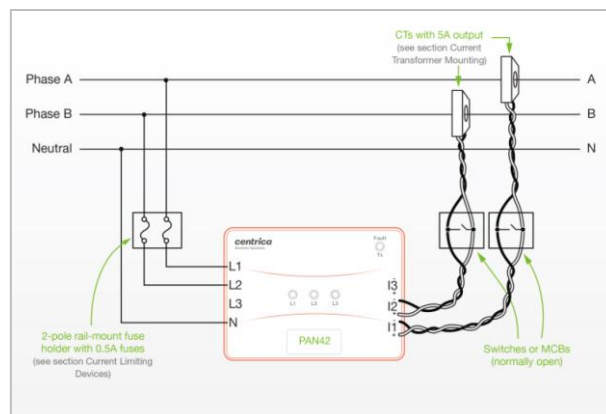 CTs with 5A output
(see section Current
Transformer Mounting)
Phase A
A
Phase B
B
Neutral
N
centrica
Fault
Tx
L1
L2
L3
N
L1
L2
L3
I3
I2
I1
PAN42
2-pole rail-mount fuse
holder with 0.5A fuses
(see section Current Limiting
Devices)
Switches or MCBs
(normally open)